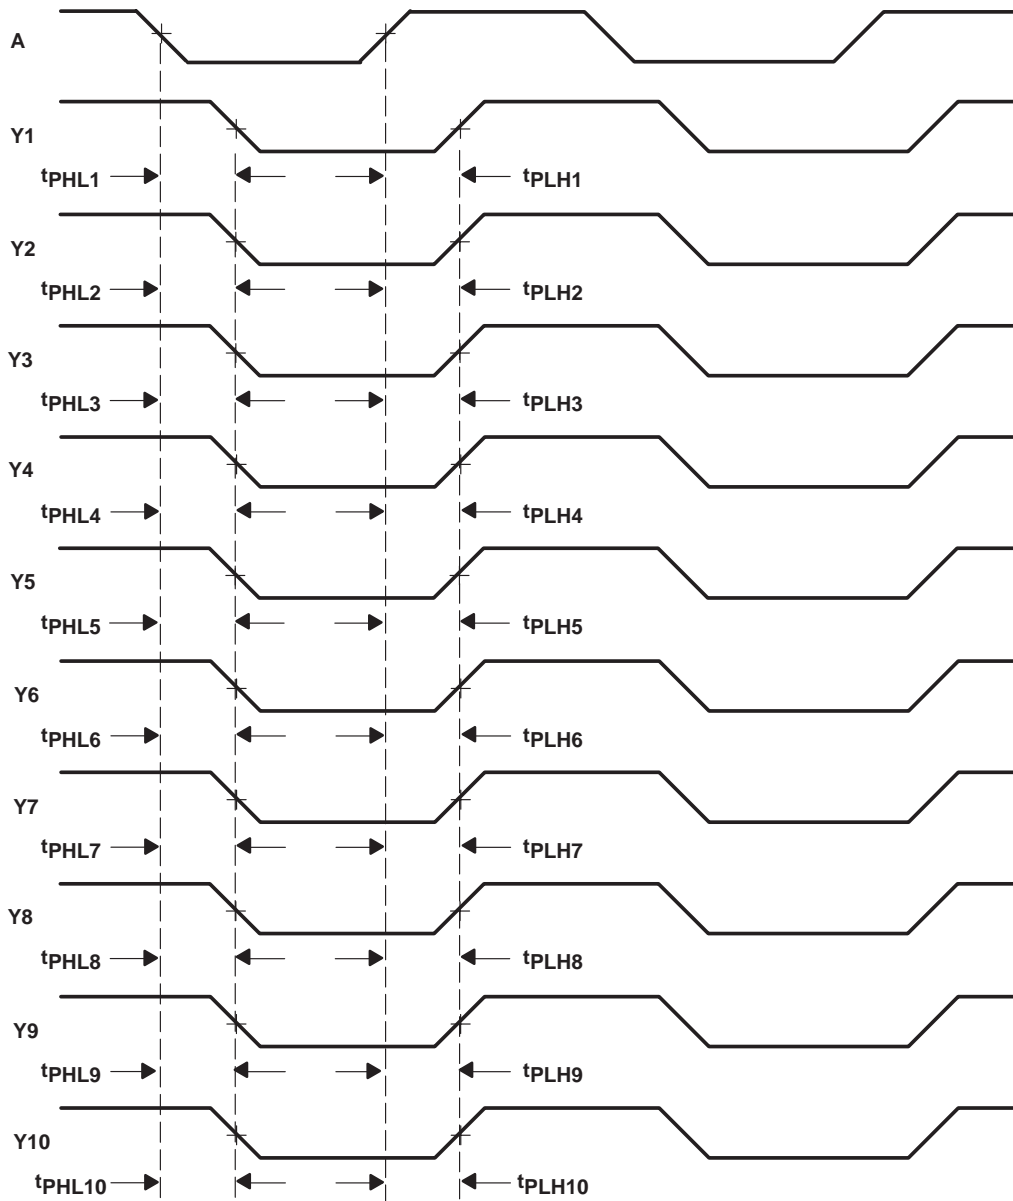 A
Y1
tPHL1 tPLH1
Y2
tPHL2 tPLH2
Y3
tPHL3 tPLH3
Y4
tPHL4 tPLH4
Y5
tPHL5 tPLH5
Y6
tPHL6 tPLH6
Y7
tPHL7 tPLH7
Y8
tPHL8 tPLH8
Y9
tPHL9 tPLH9
Y10
tPHL10 tPLH10